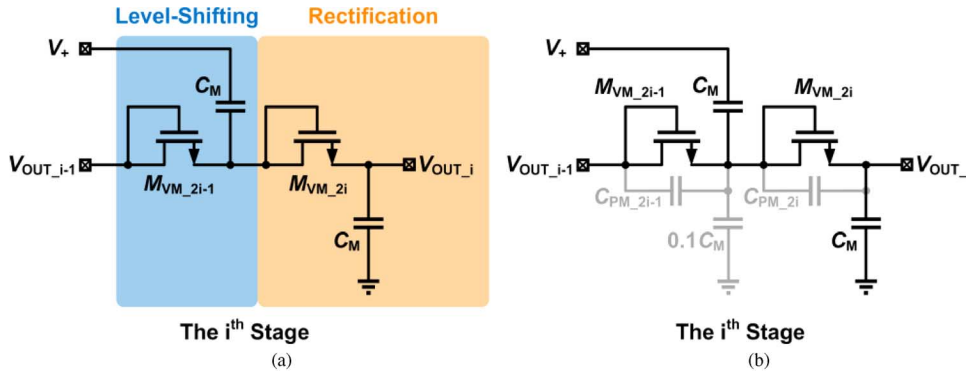 Level-Shifting Rectification
V+
CM
VOUT_i-1
MVM_2i-1
MVM_2i
VOUT_i
CM
The ith Stage
(a)
V+
MVM_2i-1
CM
MVM_2i
VOUT_i-1
VOUT_
CPM_2i-1
CPM_2i
0.1CM
CM
The ith Stage
(b)